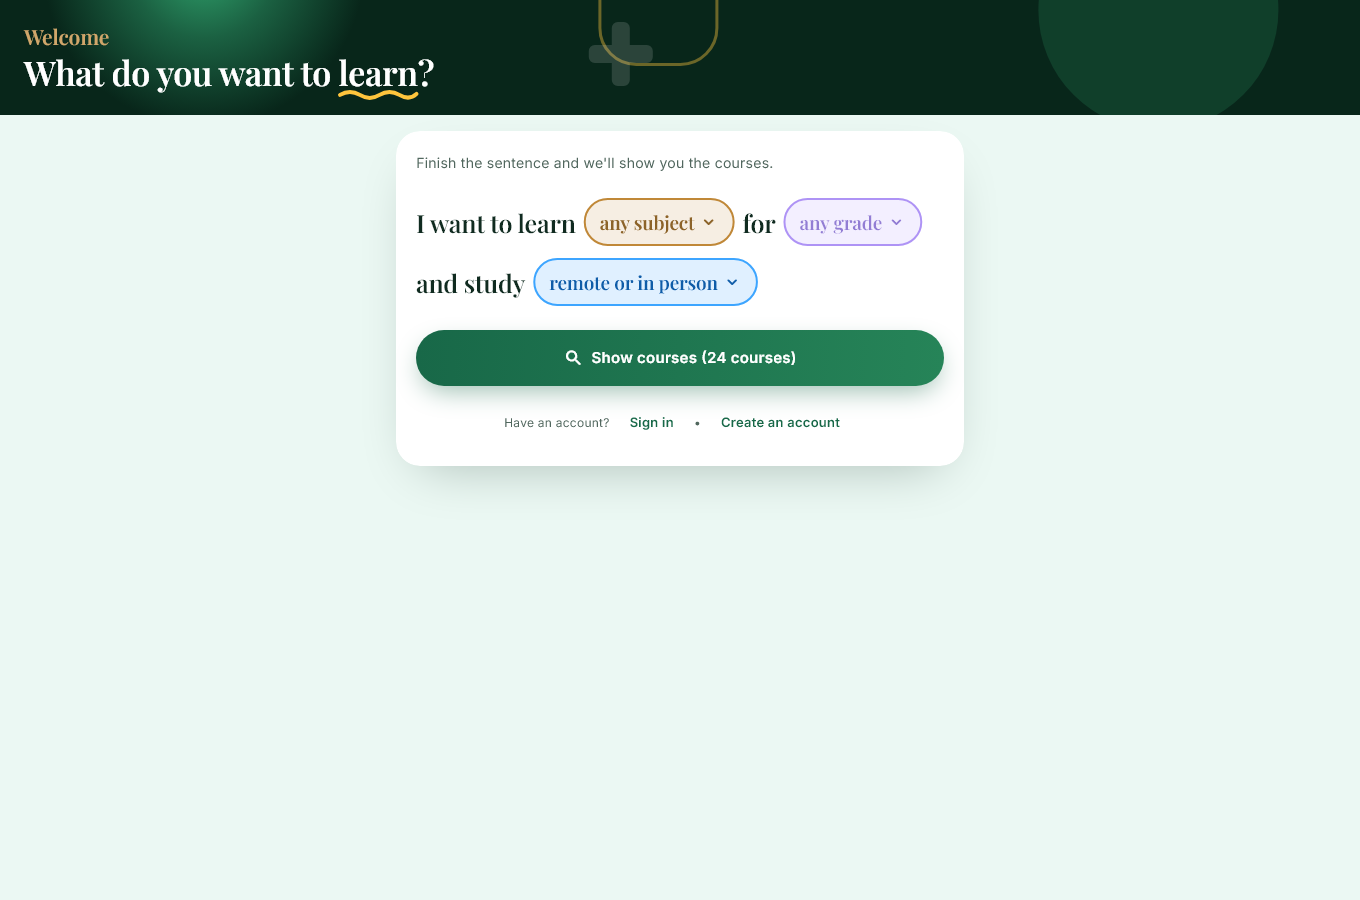 Welcome
What do you want to learn?
Finish the sentence and we'll show you the courses.
I want to learn any subject for any grade
and study remote or in person
Show courses (24 courses)
Have an account? Sign in • Create an account